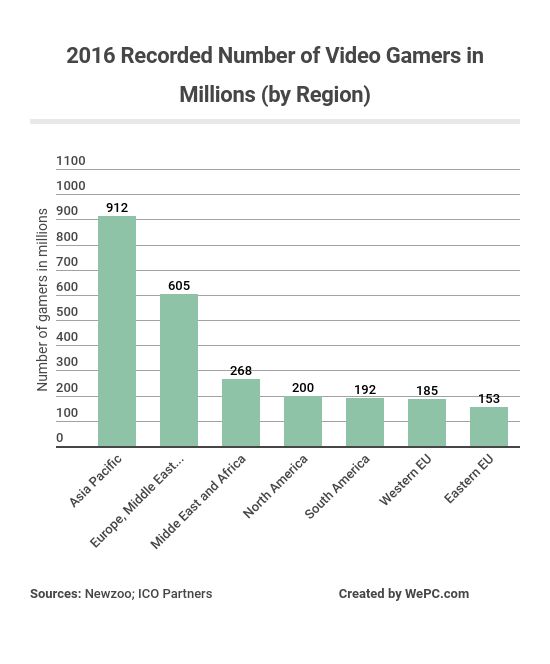 2016 Recorded Number of Video Gamers in
Millions (by Region)
Number of gamers in millions
1100
1000
900
800
700
600
500
400
300
200
100
0
912
605
268
200
192
185
153
Asia Pacific
Europe, Middle East...
Midde East and Africa
North America
South America
Western EU
Eastern EU
Sources: Newzoo; ICO Partners
Created by WePC.com